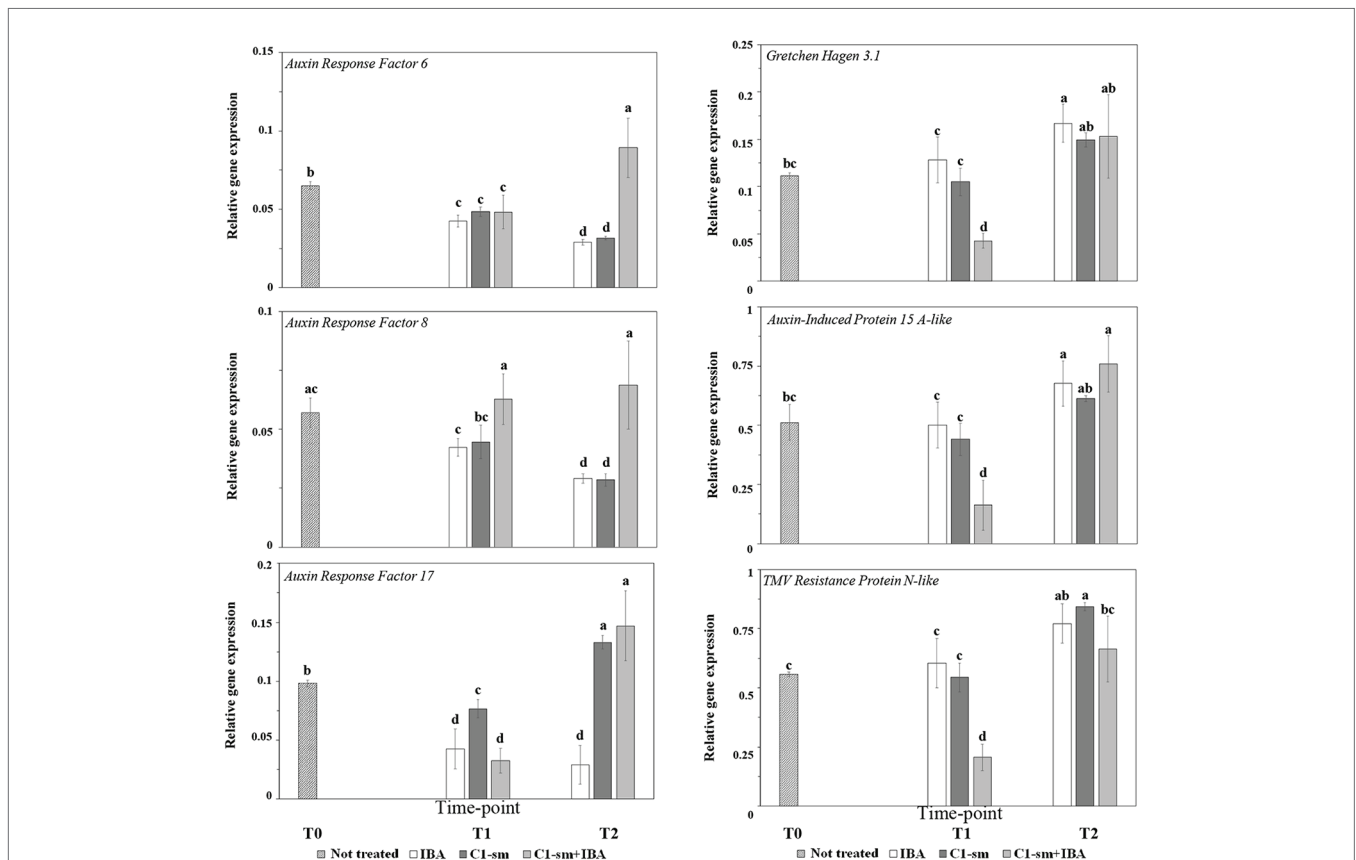 Auxin Response Factor 6
Relative gene expression
0.15
0.1
0.05
0
b
c c c
d d a
Auxin Response Factor 8
Relative gene expression
0.1
0.05
0
ac
c bc a
d d a
Auxin Response Factor 17
Relative gene expression
0.2
0.15
0.1
0.05
0
b
d c d
d a a
Time-point
T0 T1 T2
Gretchen Hagen 3.1
Relative gene expression
0.25
0.2
0.15
0.1
0.05
0
bc
c c d
a ab ab
Auxin-Induced Protein 15 A-like
Relative gene expression
1
0.75
0.5
0.25
0
bc
c c d
a ab a
TMV Resistance Protein N-like
Relative gene expression
1
0.75
0.5
0.25
0
c
c c d
ab a bc
Time-point
T0 T1 T2
Not treated IBA C1-sm C1-sm+IBA
Not treated IBA C1-sm C1-sm+IBA